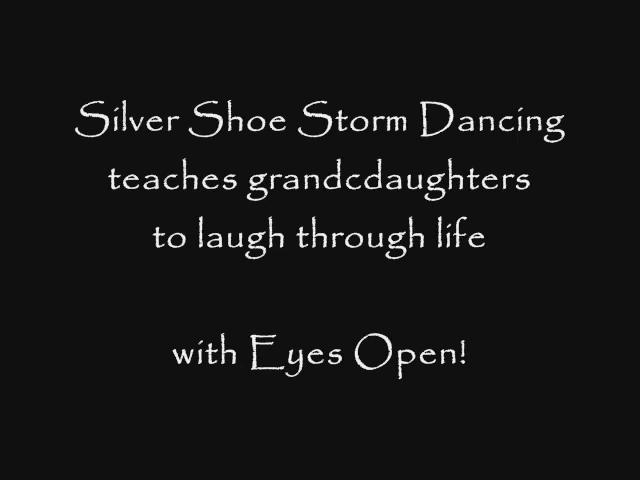 Silver Shoe Storm Dancing
teaches grandcdaughters
to laugh through life
with Eyes Open!